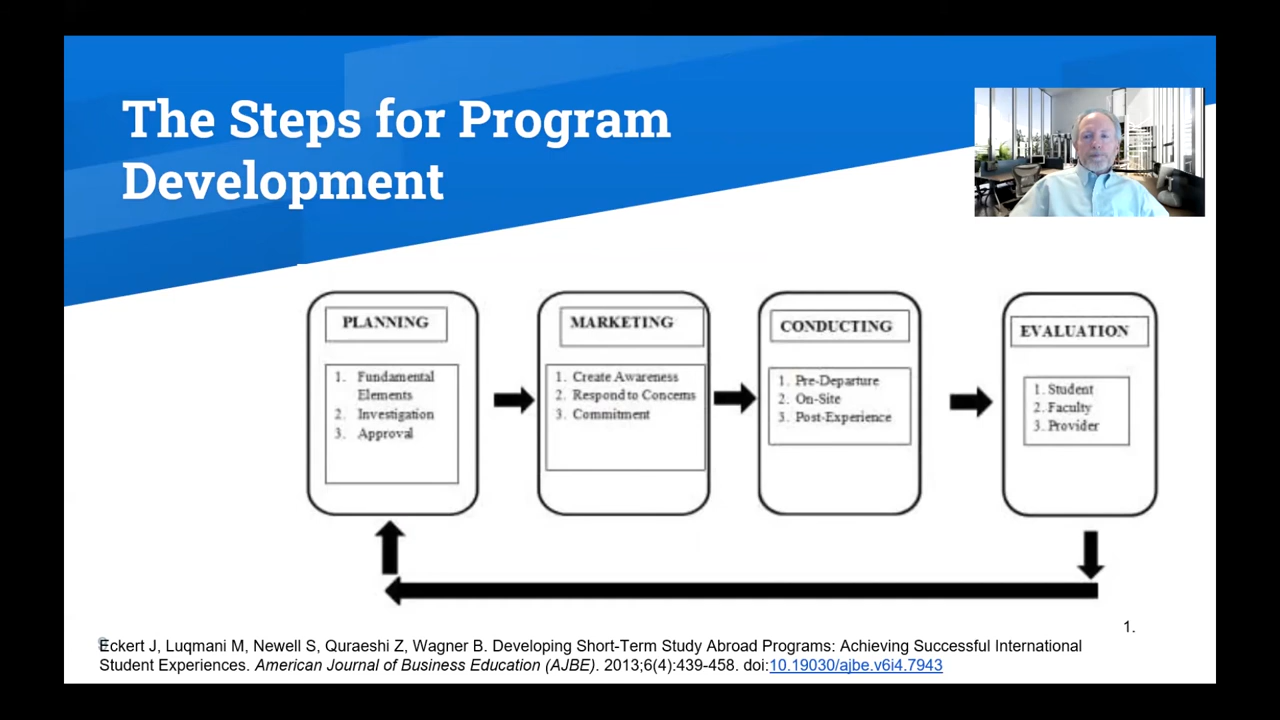 The Steps for Program
Development
PLANNING
1. Fundamental
Elements
2. Investigation
3. Approval
MARKETING
1. Create Awareness
2. Respond to Concerns
3. Commitment
CONDUCTING
1. Pre-Departure
2. On-Site
3. Post-Experience
EVALUATION
1. Student
2. Faculty
3. Provider
1.
Eckert J, Luqmani M, Newell S, Quraeshi Z, Wagner B. Developing Short-Term Study Abroad Programs: Achieving Successful International
Student Experiences. American Journal of Business Education (AJBE). 2013;6(4):439-458. doi:10.19030/ajbe.v6i4.7943